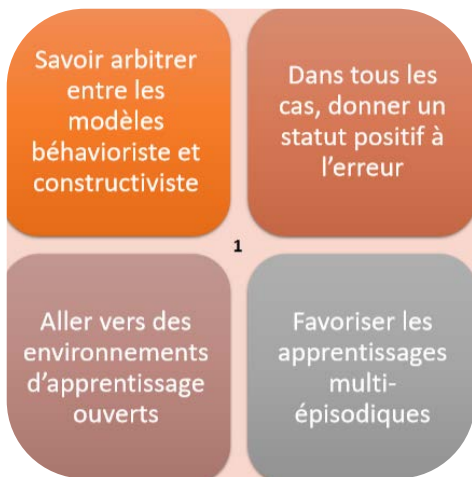 Savoir arbitrer
entre les
modèles
béhavioriste et
constructiviste
Dans tous les
cas, donner un
statut positif à
l'erreur
1
Aller vers des
environnements
d'apprentissage
ouverts
Favoriser les
apprentissages
multi-
épisodiques